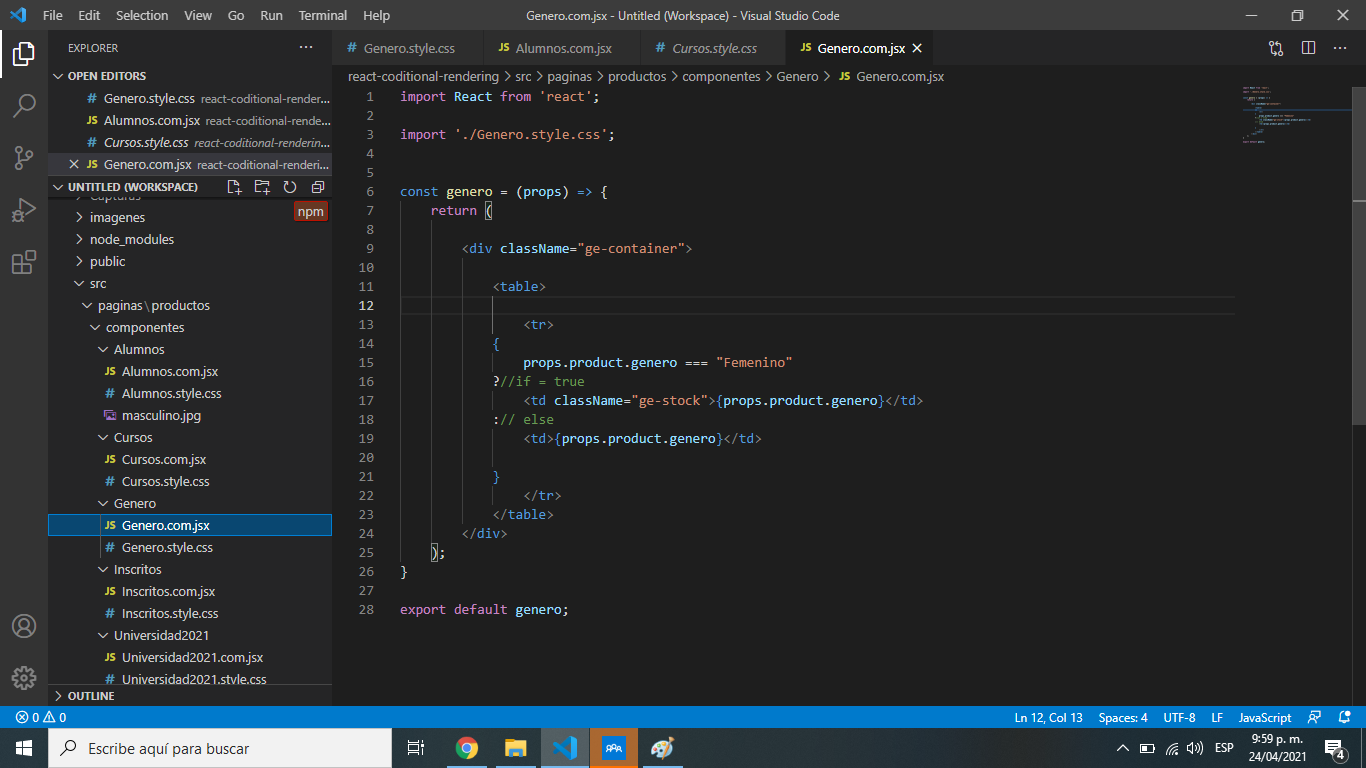 File Edit Selection View Go Run Terminal Help
Genero.com.jsx - Untitled (Workspace) - Visual Studio Code
EXPLORER
OPEN EDITORS
# Genero.style.css react-coditional-render...
JS Alumnos.com.jsx react-coditional-rende...
# Cursos.style.css react-coditional-renderin...
JS Genero.com.jsx react-coditional-renderi...
UNTITLED (WORKSPACE)
Capturas
imagenes
npm
node_modules
public
src
paginas \ productos
componentes
Alumnos
JS Alumnos.com.jsx
# Alumnos.style.css
masculino.jpg
Cursos
JS Cursos.com.jsx
# Cursos.style.css
Genero
JS Genero.com.jsx
# Genero.style.css
Inscritos
JS Inscritos.com.jsx
# Inscritos.style.css
Universidad2021
JS Universidad2021.com.jsx
# Universidad2021.style.css
OUTLINE
# Genero.style.css JS Alumnos.com.jsx # Cursos.style.css JS Genero.com.jsx
react-coditional-rendering > src > paginas > productos > componentes > Genero > JS Genero.com.jsx
1 import React from 'react';
2
3 import './Genero.style.css';
4
5
6 const genero = (props) => {
7 return (
8
9 <div className="ge-container">
10
11 <table>
12
13 <tr>
14 {
15 props.product.genero === "Femenino"
16 ?//if = true
17 <td className="ge-stock">{props.product.genero}</td>
18 :// else
19 <td>{props.product.genero}</td>
20
21 }
22 </tr>
23 </table>
24 </div>
25 );
26 }
27
28 export default genero;
0 0
Ln 12, Col 13 Spaces: 4 UTF-8 LF JavaScript
Escribe aquí para buscar
ESP
9:59 p. m.
24/04/2021
4